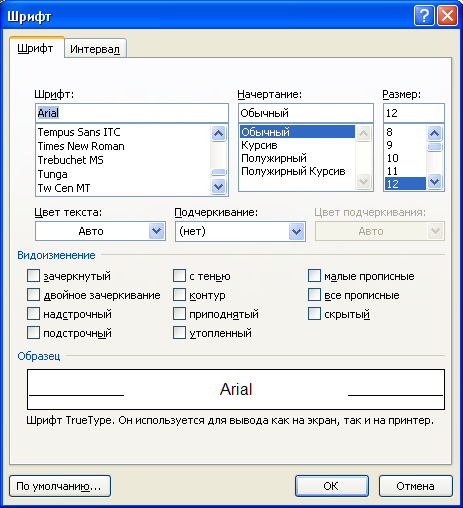 Шрифт
Шрифт Интервал
Шрифт: Начертание: Размер:
Arial Обычный 12
Tempus Sans ITC Обычный 8
Times New Roman Курсив 9
Trebuchet MS Полужирный 10
Tunga Полужирный Курсив 11
Tw Cen MT 12
Цвет текста: Подчеркивание: Цвет подчеркивания:
Авто (нет) Авто
Видоизменение
зачеркнутый с тенью малые прописные
двойное зачеркивание контур все прописные
надстрочный приподнятый скрытый
подстрочный утопленный
Образец
Arial
Шрифт TrueType. Он используется для вывода как на экран, так и на принтер.
По умолчанию... ОК Отмена